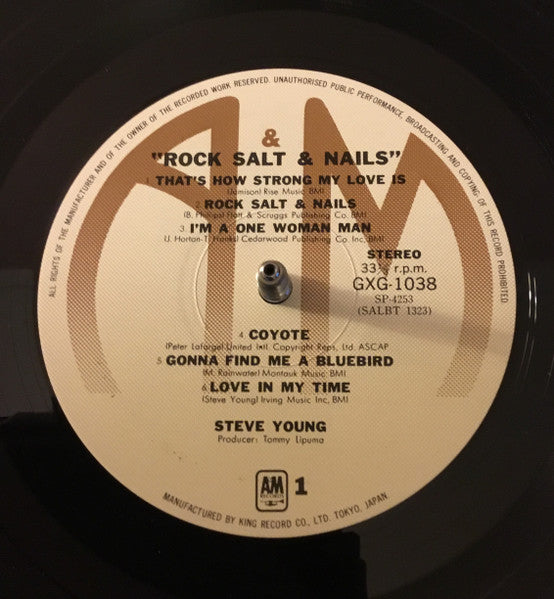 ALL RIGHTS OF THE MANUFACTURER AND OF THE OWNER OF THE RECORDED WORK RESERVED. UNAUTHORISED PUBLIC PERFORMANCE, BROADCASTING AND COPYING OF THIS RECORD PROHIBITED
A&M
"ROCK SALT & NAILS"
1. THAT'S HOW STRONG MY LOVE IS
(Jamison) Rise Music BMI
2. ROCK SALT & NAILS
(B. Phillips) Flatt & Scruggs Publishing Co. BMI
3. I'M A ONE WOMAN MAN
(J. Horton-T. Franks) Cedarwood Publishing Co. Inc. BMI
STEREO
33⅓ r.p.m.
GXG-1038
SP-4253
(SALBT 1323)
4. COYOTE
(Peter Lafarge) United Int'l. Copyright Reps, Ltd. ASCAP
5. GONNA FIND ME A BLUEBIRD
(M. Rainwater) Montauk Music BMI
6. LOVE IN MY TIME
(Steve Young) Irving Music Inc, BMI
STEVE YOUNG
Producer: Tommy Lipuma
AM
RECORDS
1
MANUFACTURED BY KING RECORD CO., LTD. TOKYO, JAPAN